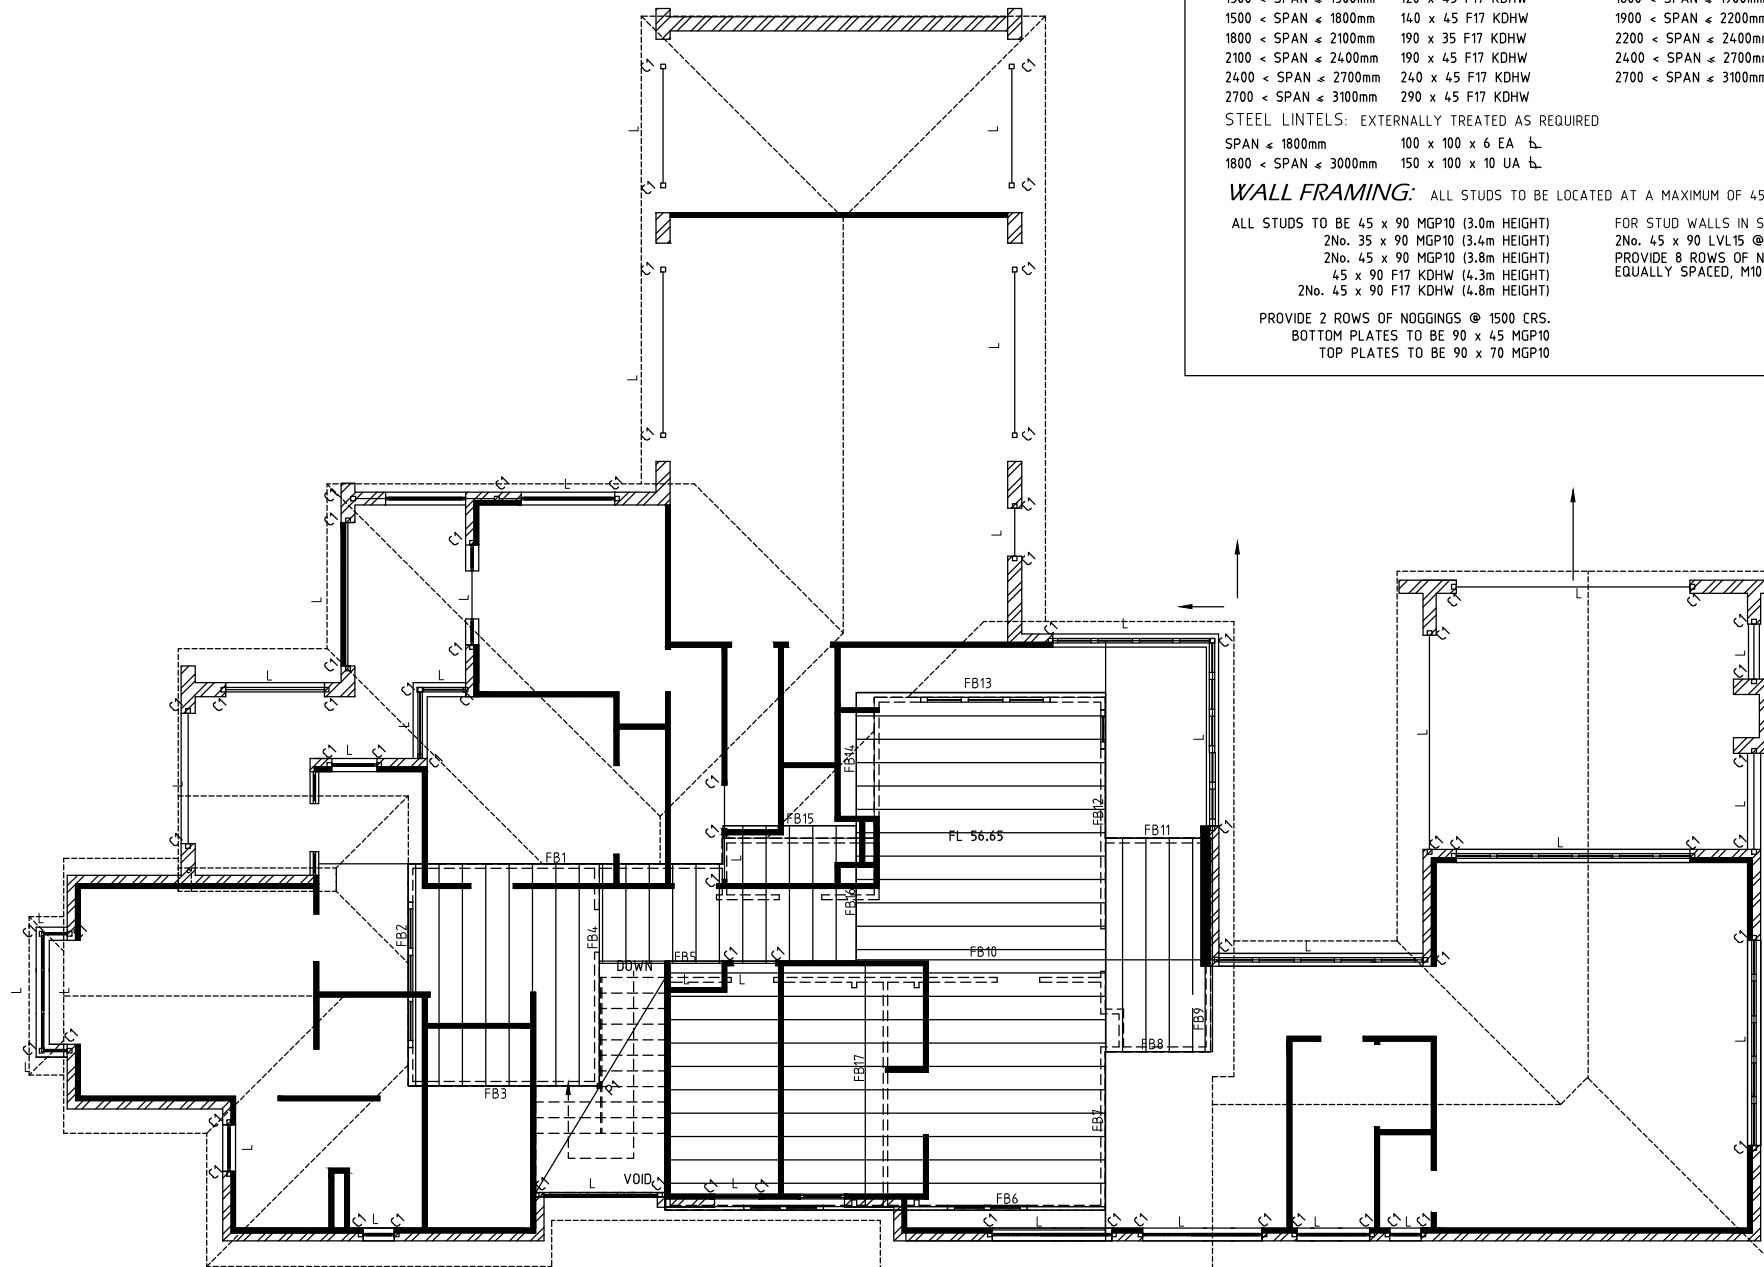 1500 < SPAN ≤ 1800mm 140 x 45 F17 KDHW 1900 < SPAN ≤ 2200mm
1800 < SPAN ≤ 2100mm 190 x 35 F17 KDHW 2200 < SPAN ≤ 2400mm
2100 < SPAN ≤ 2400mm 190 x 45 F17 KDHW 2400 < SPAN ≤ 2700mm
2400 < SPAN ≤ 2700mm 240 x 45 F17 KDHW 2700 < SPAN ≤ 3100mm
2700 < SPAN ≤ 3100mm 290 x 45 F17 KDHW
STEEL LINTELS: EXTERNALLY TREATED AS REQUIRED
SPAN ≤ 1800mm 100 x 100 x 6 EA
1800 < SPAN ≤ 3000mm 150 x 100 x 10 UA
WALL FRAMING: ALL STUDS TO BE LOCATED AT A MAXIMUM OF 45
ALL STUDS TO BE 45 x 90 MGP10 (3.0m HEIGHT)
2No. 35 x 90 MGP10 (3.4m HEIGHT)
2No. 45 x 90 MGP10 (3.8m HEIGHT)
45 x 90 F17 KDHW (4.3m HEIGHT)
2No. 45 x 90 F17 KDHW (4.8m HEIGHT)
FOR STUD WALLS IN S
2No. 45 x 90 LVL15 @
PROVIDE 8 ROWS OF N
EQUALLY SPACED, M10
PROVIDE 2 ROWS OF NOGGINGS @ 1500 CRS.
BOTTOM PLATES TO BE 90 x 45 MGP10
TOP PLATES TO BE 90 x 70 MGP10
FB13
FB14
FB12
FB15
FL 56.65
FB11
FB1
FB16
FB2
FB4
FB5
FB10
DOWN
FB9
FB8
FB17
FB3
P1
FB7
VOID
FB6
C1
L